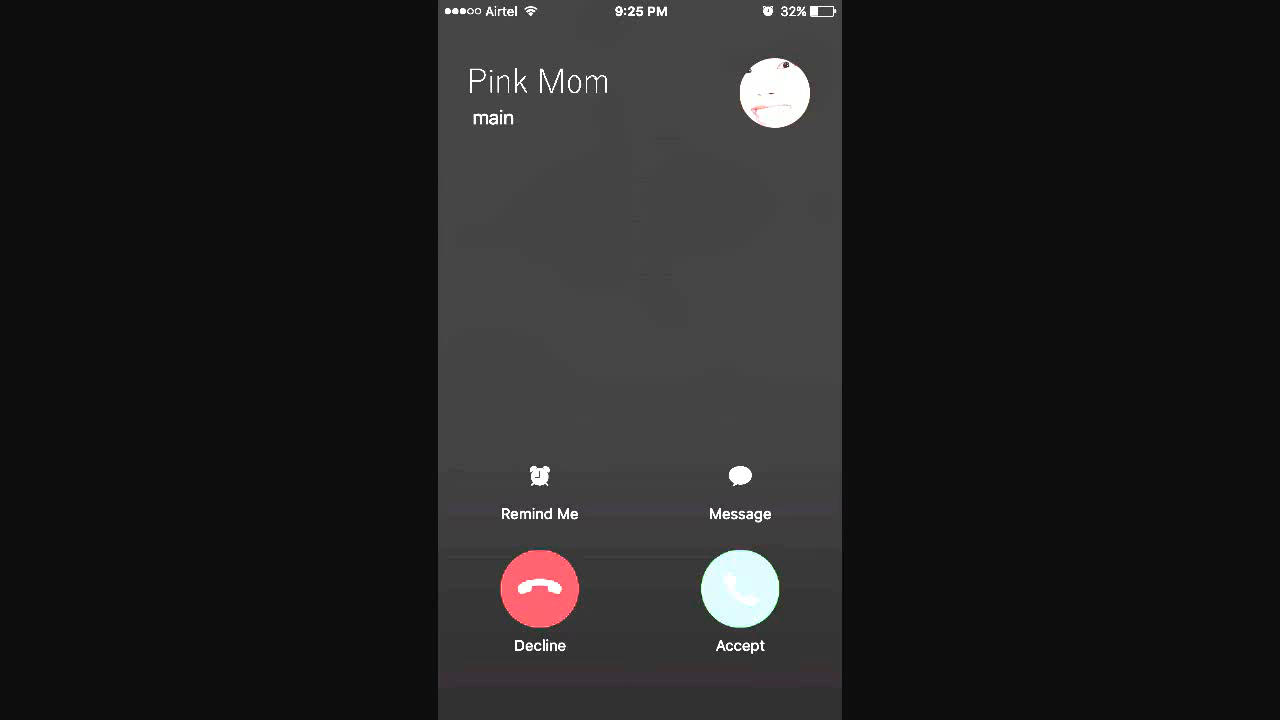 Airtel 9:25 PM 32%
Pink Mom
main
Remind Me Message
Decline Accept